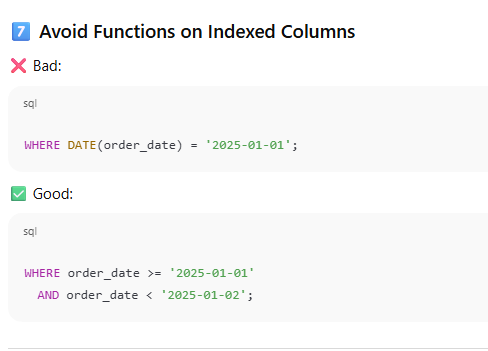 7 Avoid Functions on Indexed Columns
❌ Bad:
sql
WHERE DATE(order_date) = '2025-01-01';
✅ Good:
sql
WHERE order_date >= '2025-01-01'
AND order_date < '2025-01-02';